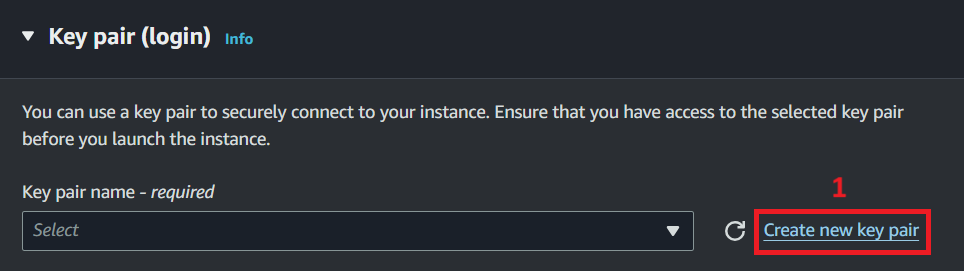 Key pair (login) Info
You can use a key pair to securely connect to your instance. Ensure that you have access to the selected key pair
before you launch the instance.
Key pair name - required
1
Select
Create new key pair